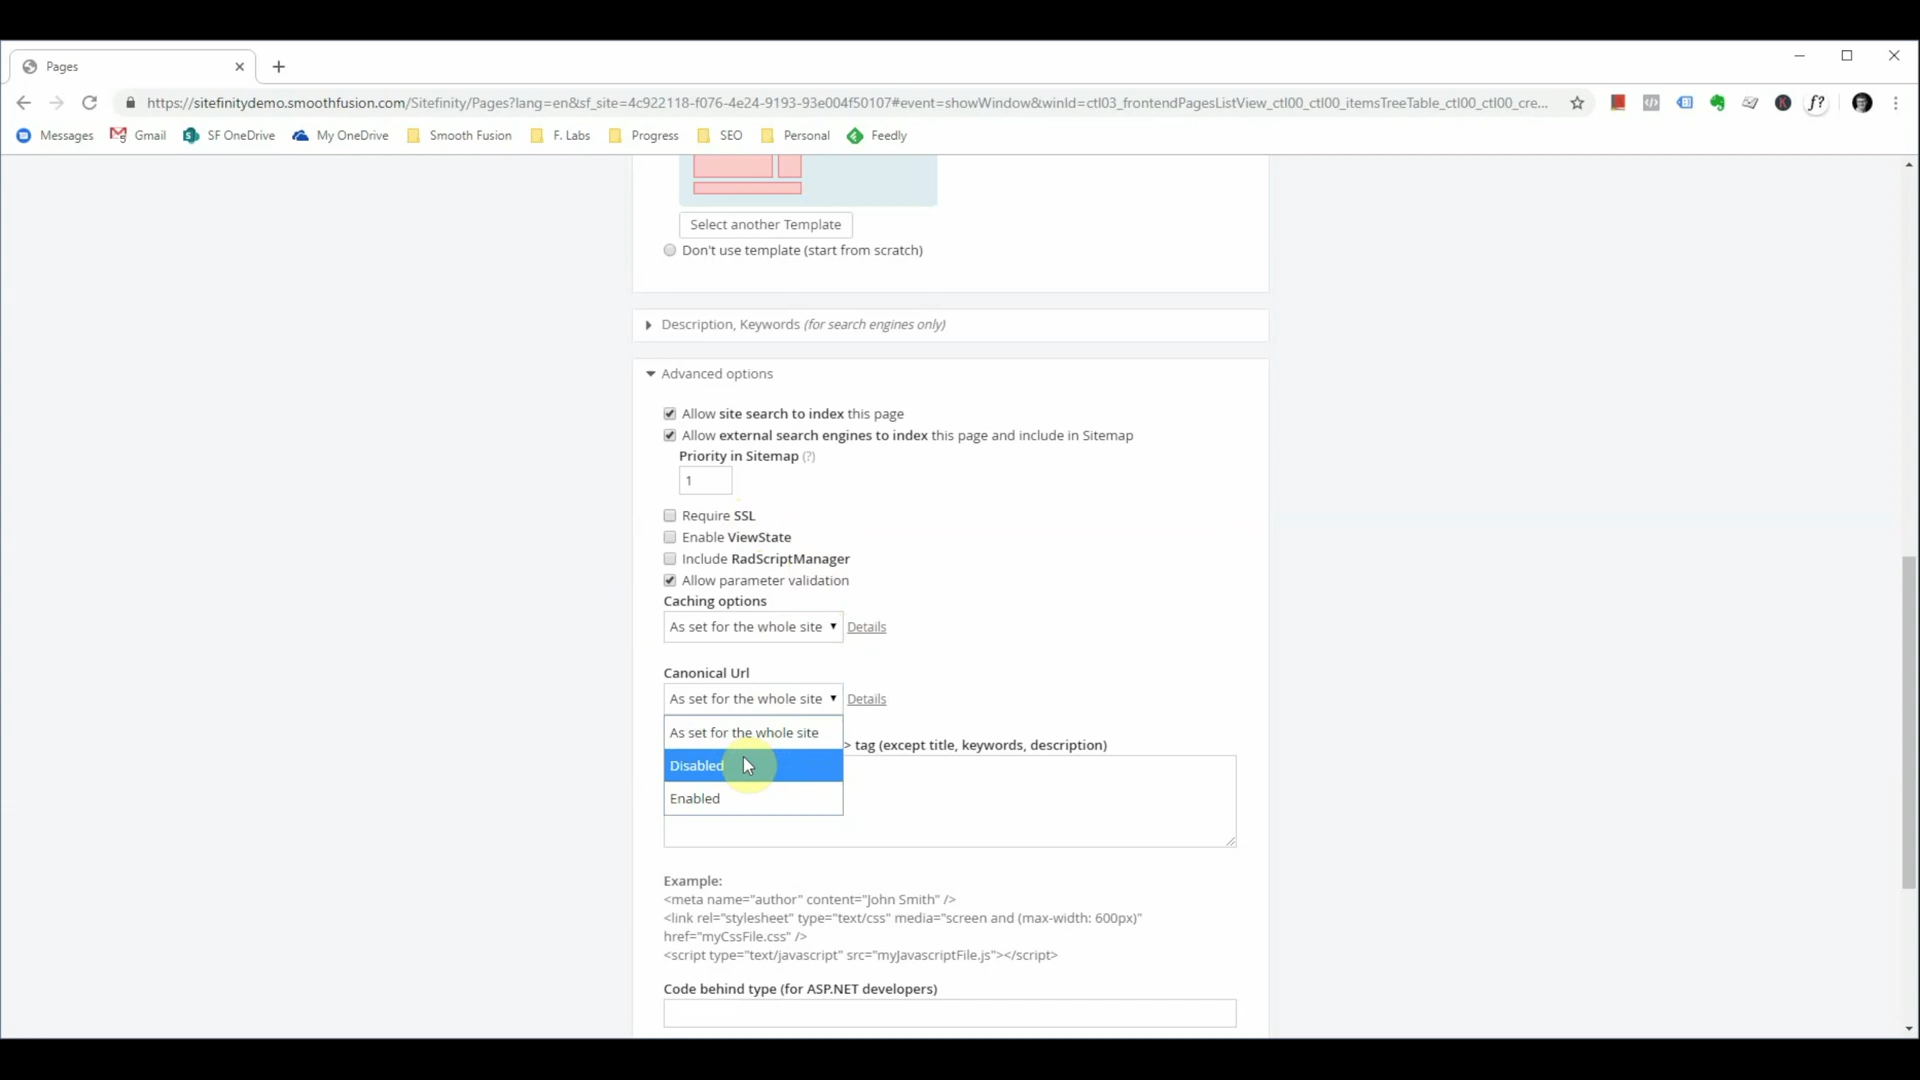 Pages
https://sitefinitydemo.smoothfusion.com/Sitefinity/Pages?lang=en&sf_site=4c922118-f076-4e24-9193-93e004f50107#event=showWindow&winId=ctl03_frontendPagesListView_ctl00_ctl00_itemsTreeTable_ctl00_ctl00_cre...
f?
Messages Gmail SF OneDrive My OneDrive Smooth Fusion F. Labs Progress SEO Personal Feedly
Select another Template
Don't use template (start from scratch)
Description, Keywords (for search engines only)
Advanced options
Allow site search to index this page
Allow external search engines to index this page and include in Sitemap
Priority in Sitemap (?)
1
Require SSL
Enable ViewState
Include RadScriptManager
Allow parameter validation
Caching options
As set for the whole site Details
Canonical Url
As set for the whole site Details
As set for the whole site
> tag (except title, keywords, description)
Disabled
Enabled
Example:
<meta name="author" content="John Smith" />
<link rel="stylesheet" type="text/css" media="screen and (max-width: 600px)"
href="myCssFile.css" />
<script type="text/javascript" src="myJavascriptFile.js"></script>
Code behind type (for ASP.NET developers)